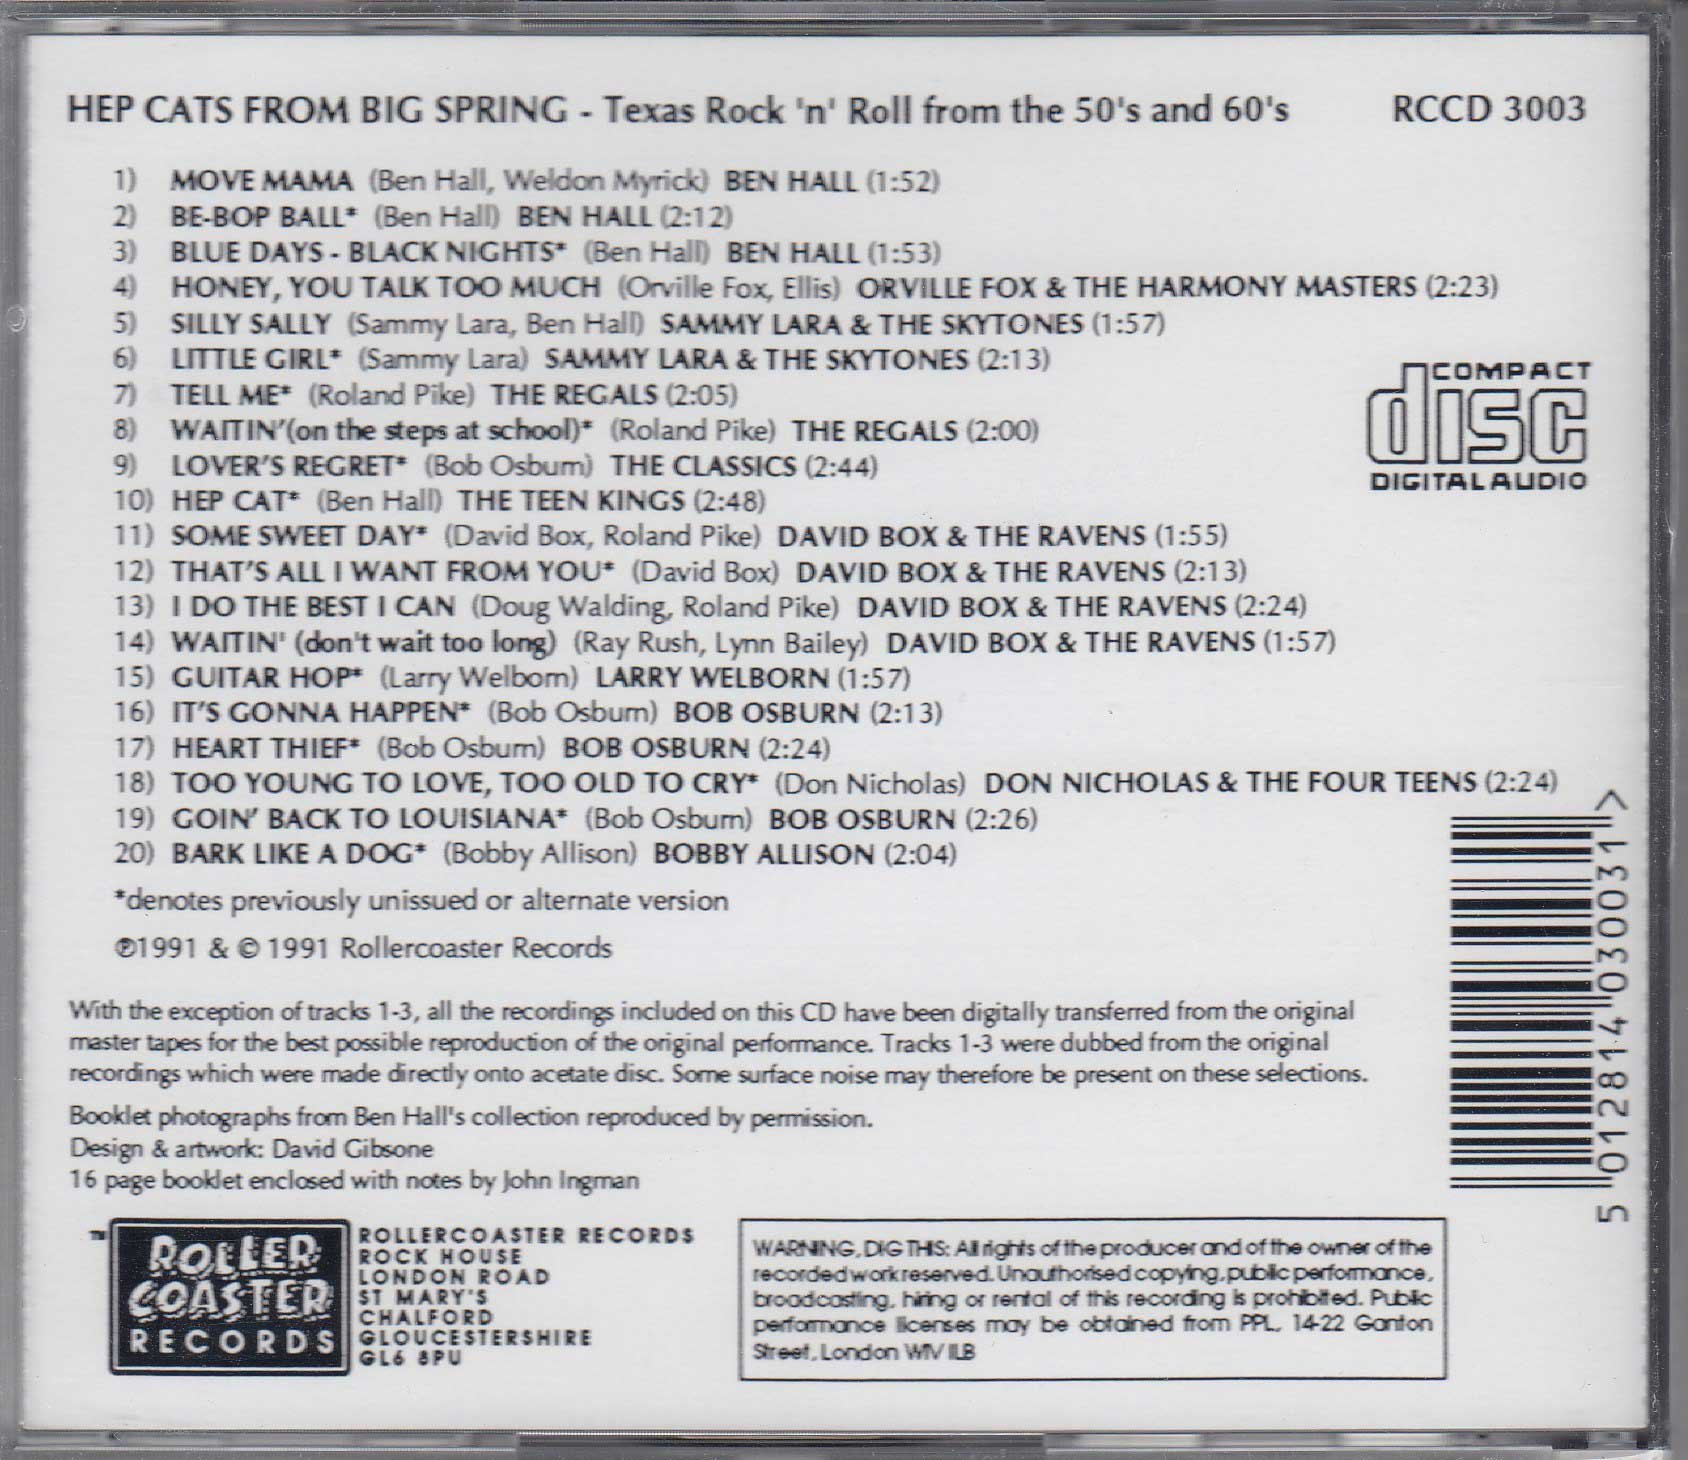 HEP CATS FROM BIG SPRING - Texas Rock 'n' Roll from the 50's and 60's RCCD 3003
1) MOVE MAMA (Ben Hall, Weldon Myrick) BEN HALL (1:52)
2) BE-BOP BALL* (Ben Hall) BEN HALL (2:12)
3) BLUE DAYS - BLACK NIGHTS* (Ben Hall) BEN HALL (1:53)
4) HONEY, YOU TALK TOO MUCH (Orville Fox, Ellis) ORVILLE FOX & THE HARMONY MASTERS (2:23)
5) SILLY SALLY (Sammy Lara, Ben Hall) SAMMY LARA & THE SKYTONES (1:57)
6) LITTLE GIRL* (Sammy Lara) SAMMY LARA & THE SKYTONES (2:13)
7) TELL ME* (Roland Pike) THE REGALS (2:05)
8) WAITIN'(on the steps at school)* (Roland Pike) THE REGALS (2:00)
9) LOVER'S REGRET* (Bob Osburn) THE CLASSICS (2:44)
10) HEP CAT* (Ben Hall) THE TEEN KINGS (2:48)
11) SOME SWEET DAY* (David Box, Roland Pike) DAVID BOX & THE RAVENS (1:55)
12) THAT'S ALL I WANT FROM YOU* (David Box) DAVID BOX & THE RAVENS (2:13)
13) I DO THE BEST I CAN (Doug Walding, Roland Pike) DAVID BOX & THE RAVENS (2:24)
14) WAITIN' (don't wait too long) (Ray Rush, Lynn Bailey) DAVID BOX & THE RAVENS (1:57)
15) GUITAR HOP* (Larry Welborn) LARRY WELBORN (1:57)
16) IT'S GONNA HAPPEN* (Bob Osburn) BOB OSBURN (2:13)
17) HEART THIEF* (Bob Osburn) BOB OSBURN (2:24)
18) TOO YOUNG TO LOVE, TOO OLD TO CRY* (Don Nicholas) DON NICHOLAS & THE FOUR TEENS (2:24)
19) GOIN' BACK TO LOUISIANA* (Bob Osburn) BOB OSBURN (2:26)
20) BARK LIKE A DOG* (Bobby Allison) BOBBY ALLISON (2:04)
COMPACT
disc
DIGITAL AUDIO
*denotes previously unissued or alternate version
℗1991 & © 1991 Rollercoaster Records
With the exception of tracks 1-3, all the recordings included on this CD have been digitally transferred from the original
master tapes for the best possible reproduction of the original performance. Tracks 1-3 were dubbed from the original
recordings which were made directly onto acetate disc. Some surface noise may therefore be present on these selections.
Booklet photographs from Ben Hall's collection reproduced by permission.
Design & artwork: David Gibsone
16 page booklet enclosed with notes by John Ingman
5 012814 030031 >
TM
ROLLER
COASTER
RECORDS
ROLLERCOASTER RECORDS
ROCK HOUSE
LONDON ROAD
ST MARY'S
CHALFORD
GLOUCESTERSHIRE
GL6 8PU
WARNING, DIG THIS: All rights of the producer and of the owner of the
recorded work reserved. Unauthorised copying, public performance,
broadcasting, hiring or rental of this recording is prohibited. Public
performance licenses may be obtained from PPL, 14-22 Ganton
Street, London W1V 1LB